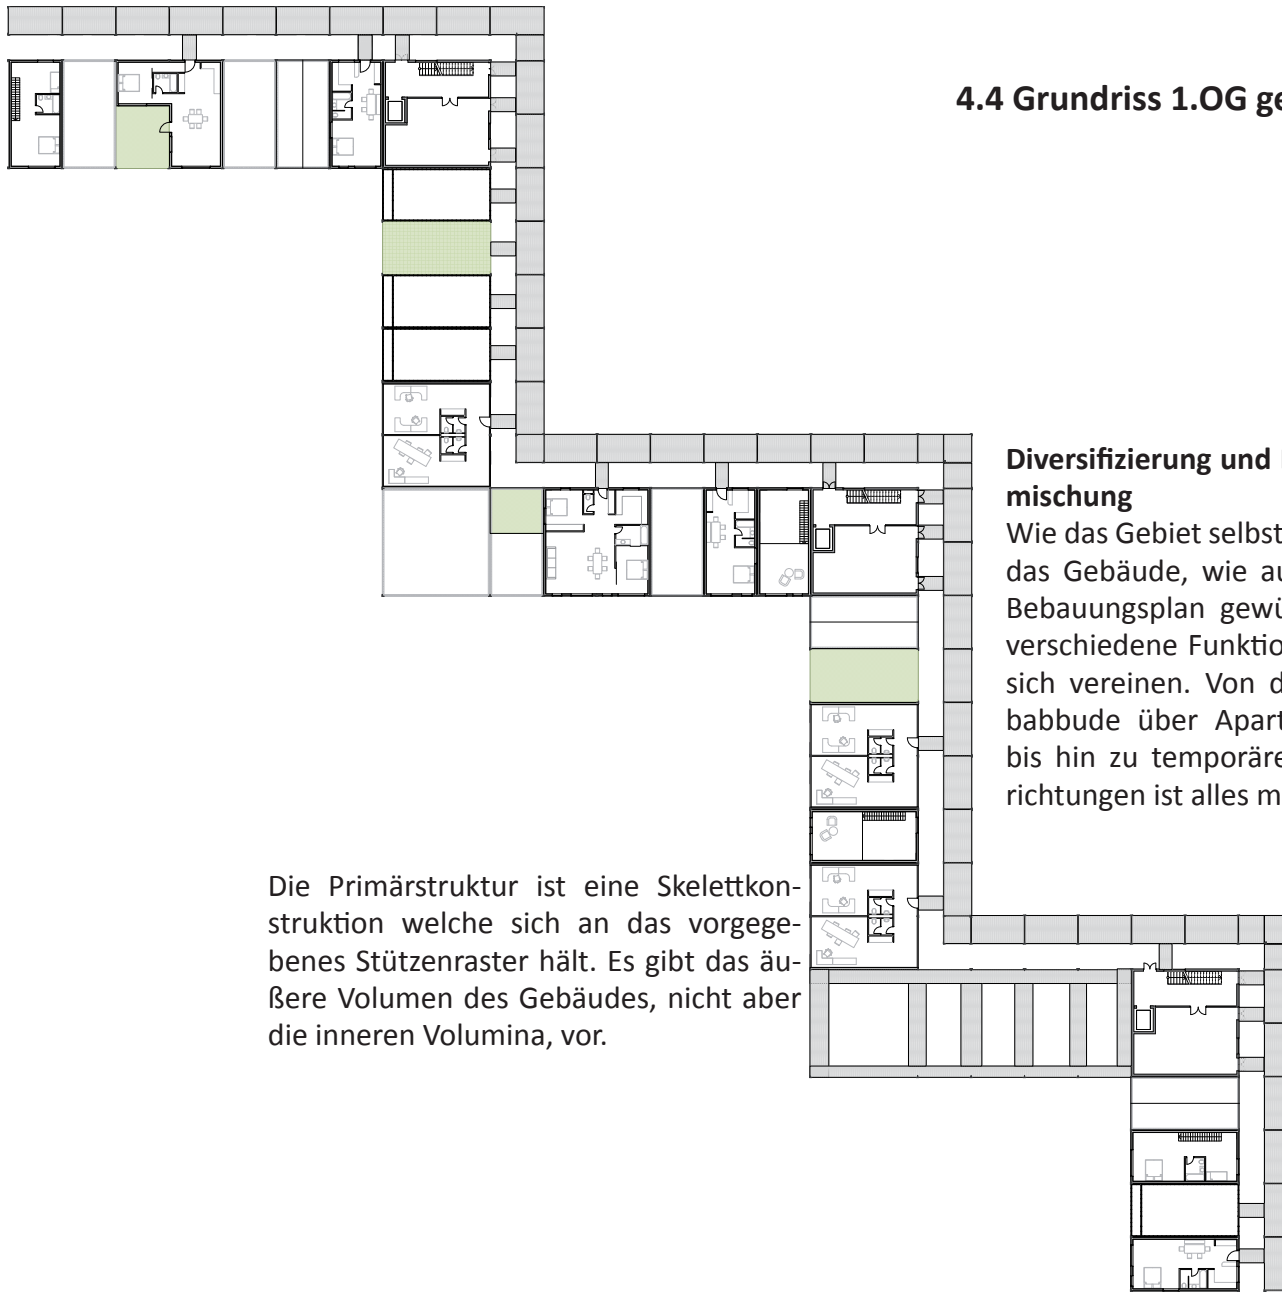 4.4 Grundriss 1.OG ge
Diversifizierung und
mischung
Wie das Gebiet selbst
das Gebäude, wie au
Bebauungsplan gewü
verschiedene Funktio
sich vereinen. Von d
babbude über Apart
bis hin zu temporäre
richtungen ist alles m
Die Primärstruktur ist eine Skelettkon-
struktion welche sich an das vorgege-
benes Stützenraster hält. Es gibt das äu-
ßere Volumen des Gebäudes, nicht aber
die inneren Volumina, vor.